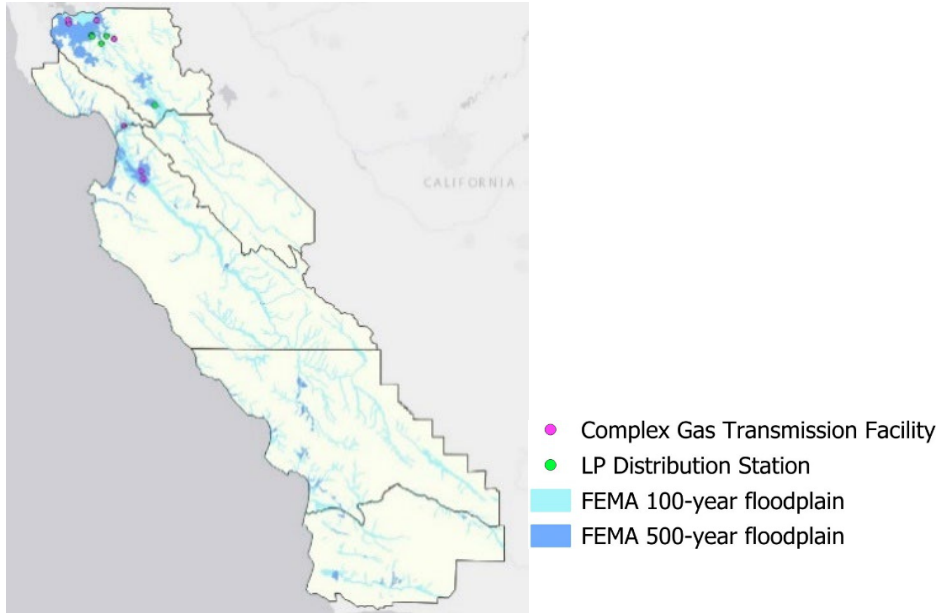 CALIFORNIA
Complex Gas Transmission Facility
LP Distribution Station
FEMA 100-year floodplain
FEMA 500-year floodplain